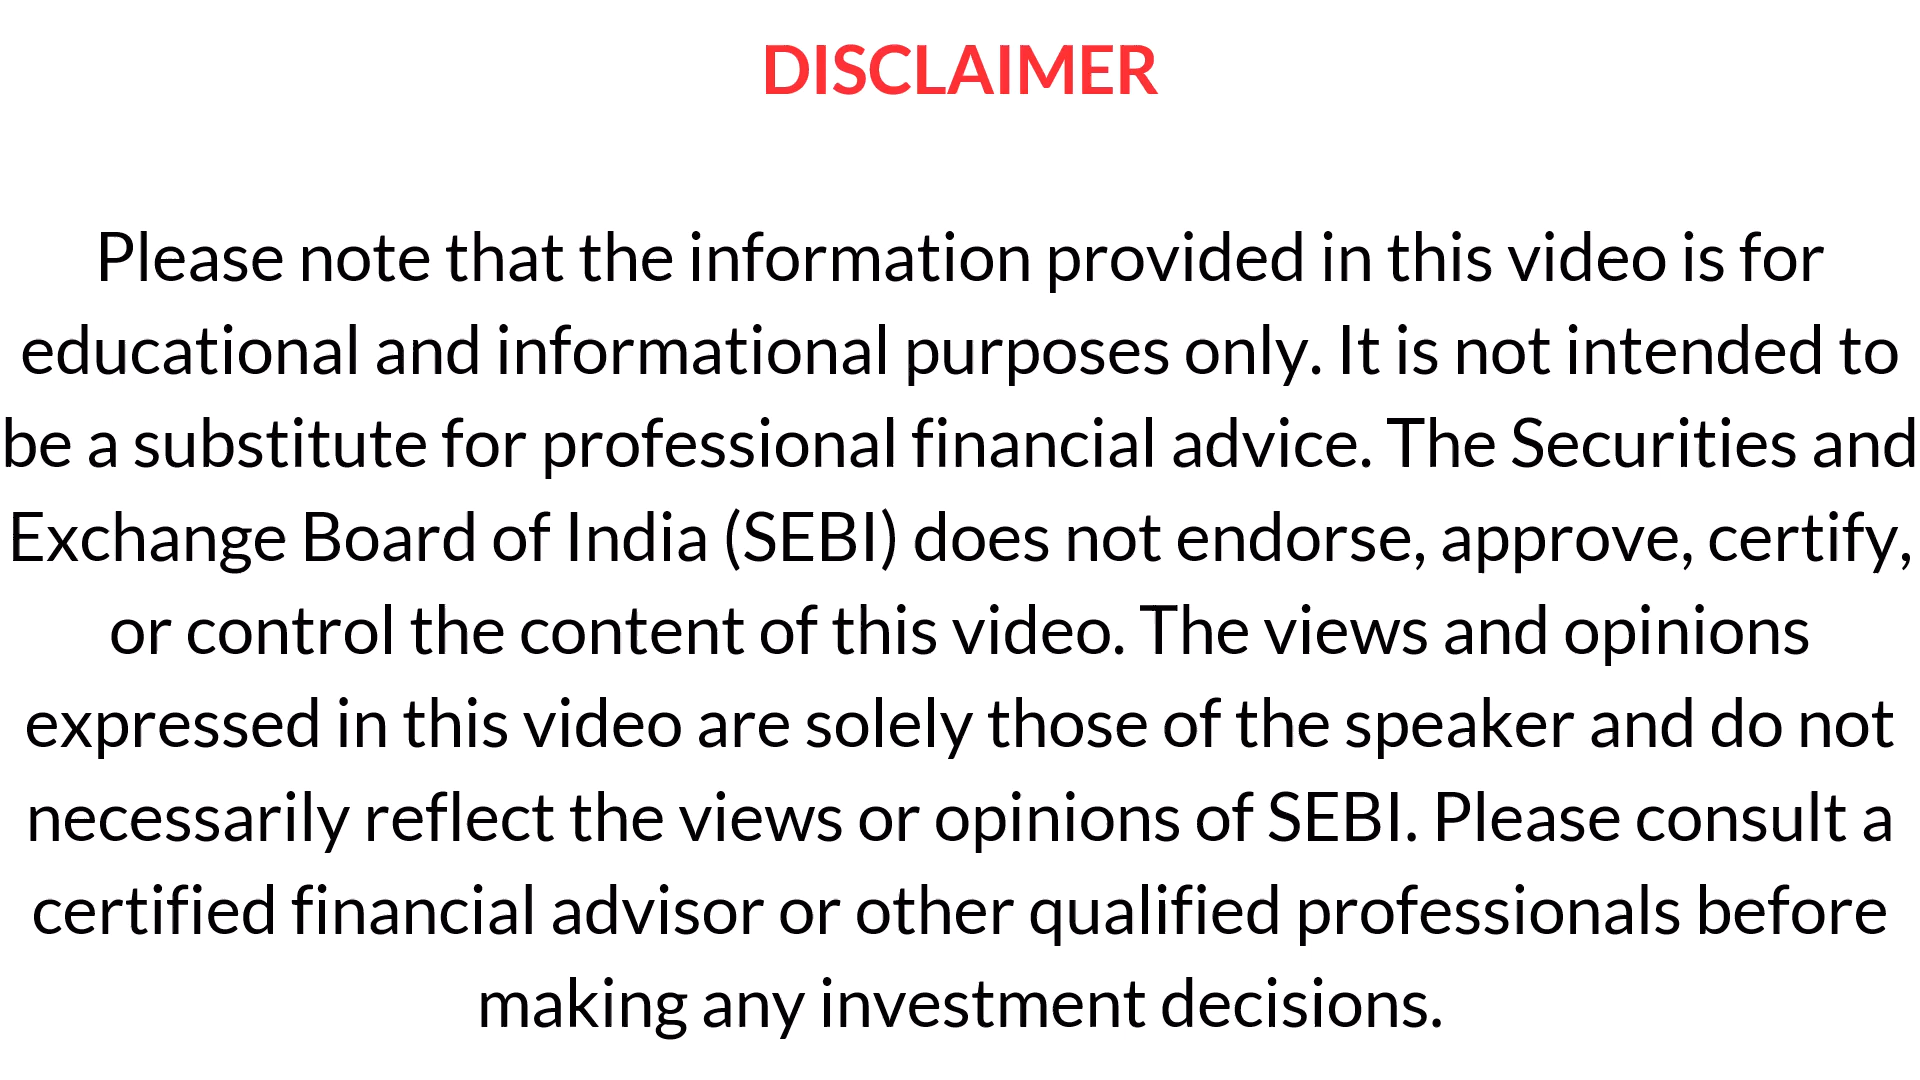 DISCLAIMER
Please note that the information provided in this video is for
educational and informational purposes only. It is not intended to
be a substitute for professional financial advice. The Securities and
Exchange Board of India (SEBI) does not endorse, approve, certify,
or control the content of this video. The views and opinions
expressed in this video are solely those of the speaker and do not
necessarily reflect the views or opinions of SEBI. Please consult a
certified financial advisor or other qualified professionals before
making any investment decisions.